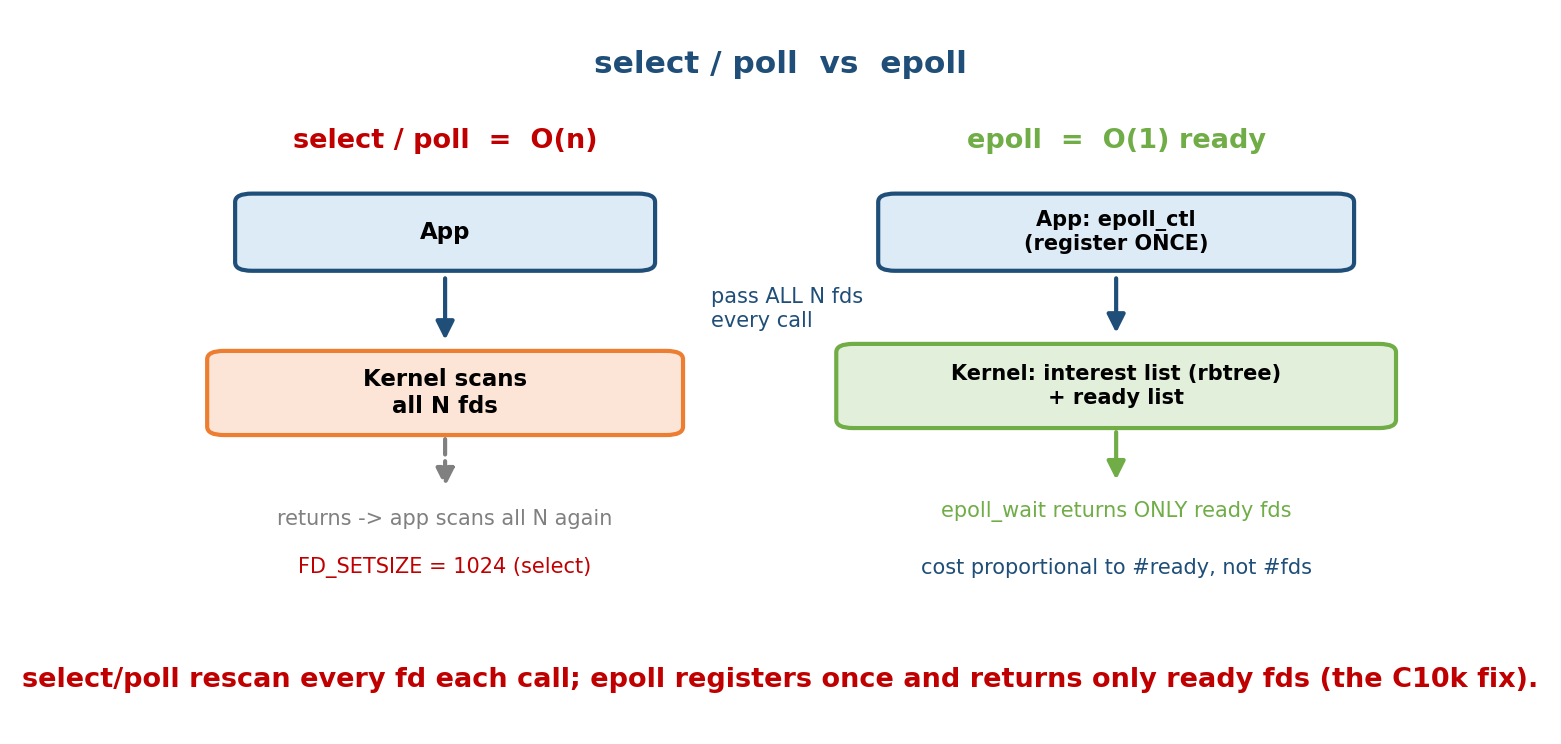 select / poll  vs  epoll
select / poll  =  O(n)
epoll  =  O(1) ready
App
App: epoll_ctl
(register ONCE)
pass ALL N fds
every call
Kernel scans
all N fds
Kernel: interest list (rbtree)
+ ready list
returns -> app scans all N again
epoll_wait returns ONLY ready fds
FD_SETSIZE = 1024 (select)
cost proportional to #ready, not #fds
select/poll rescan every fd each call; epoll registers once and returns only ready fds (the C10k fix).